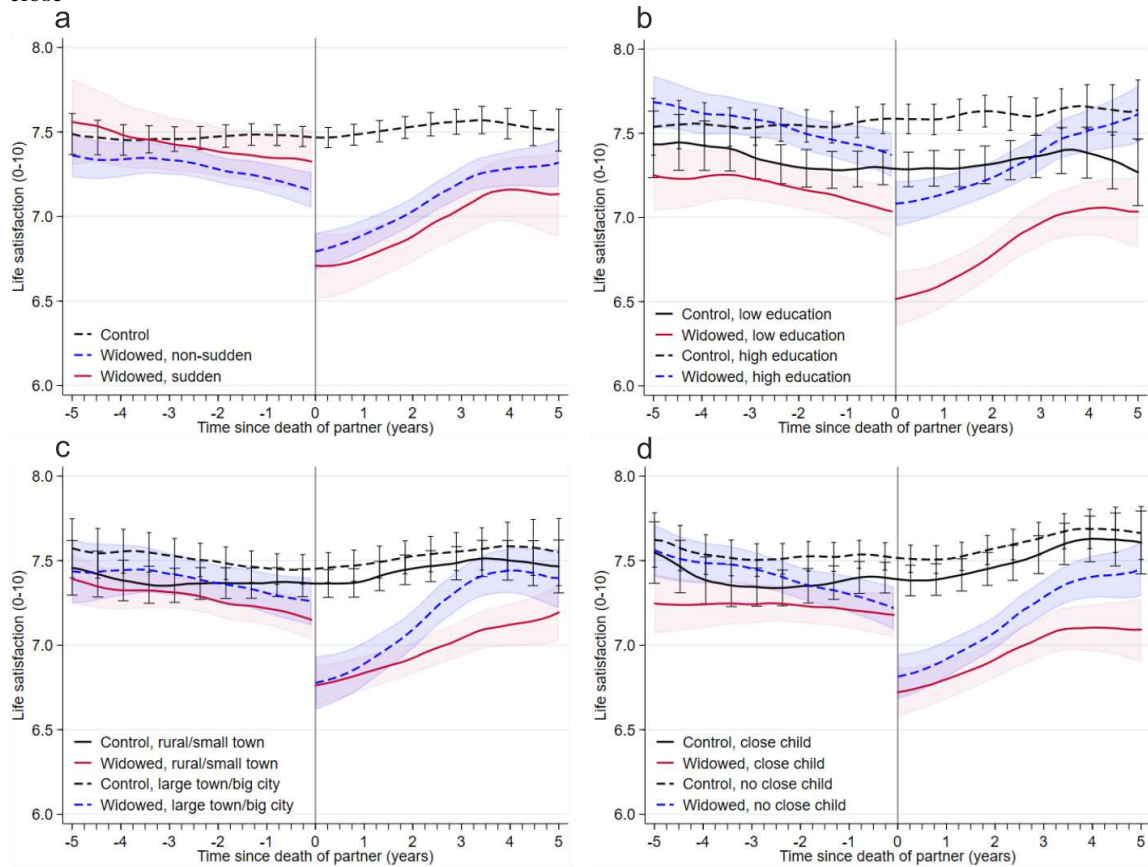 close
a
8.0
7.5
7.0
6.5
6.0
Life satisfaction (0-10)
Control
Widowed, non-sudden
Widowed, sudden
-5 -4 -3 -2 -1 0 1 2 3 4 5
Time since death of partner (years)
b
8.0
7.5
7.0
6.5
6.0
Life satisfaction (0-10)
Control, low education
Widowed, low education
Control, high education
Widowed, high education
-5 -4 -3 -2 -1 0 1 2 3 4 5
Time since death of partner (years)
c
8.0
7.5
7.0
6.5
6.0
Life satisfaction (0-10)
Control, rural/small town
Widowed, rural/small town
Control, large town/big city
Widowed, large town/big city
-5 -4 -3 -2 -1 0 1 2 3 4 5
Time since death of partner (years)
d
8.0
7.5
7.0
6.5
6.0
Life satisfaction (0-10)
Control, close child
Widowed, close child
Control, no close child
Widowed, no close child
-5 -4 -3 -2 -1 0 1 2 3 4 5
Time since death of partner (years)